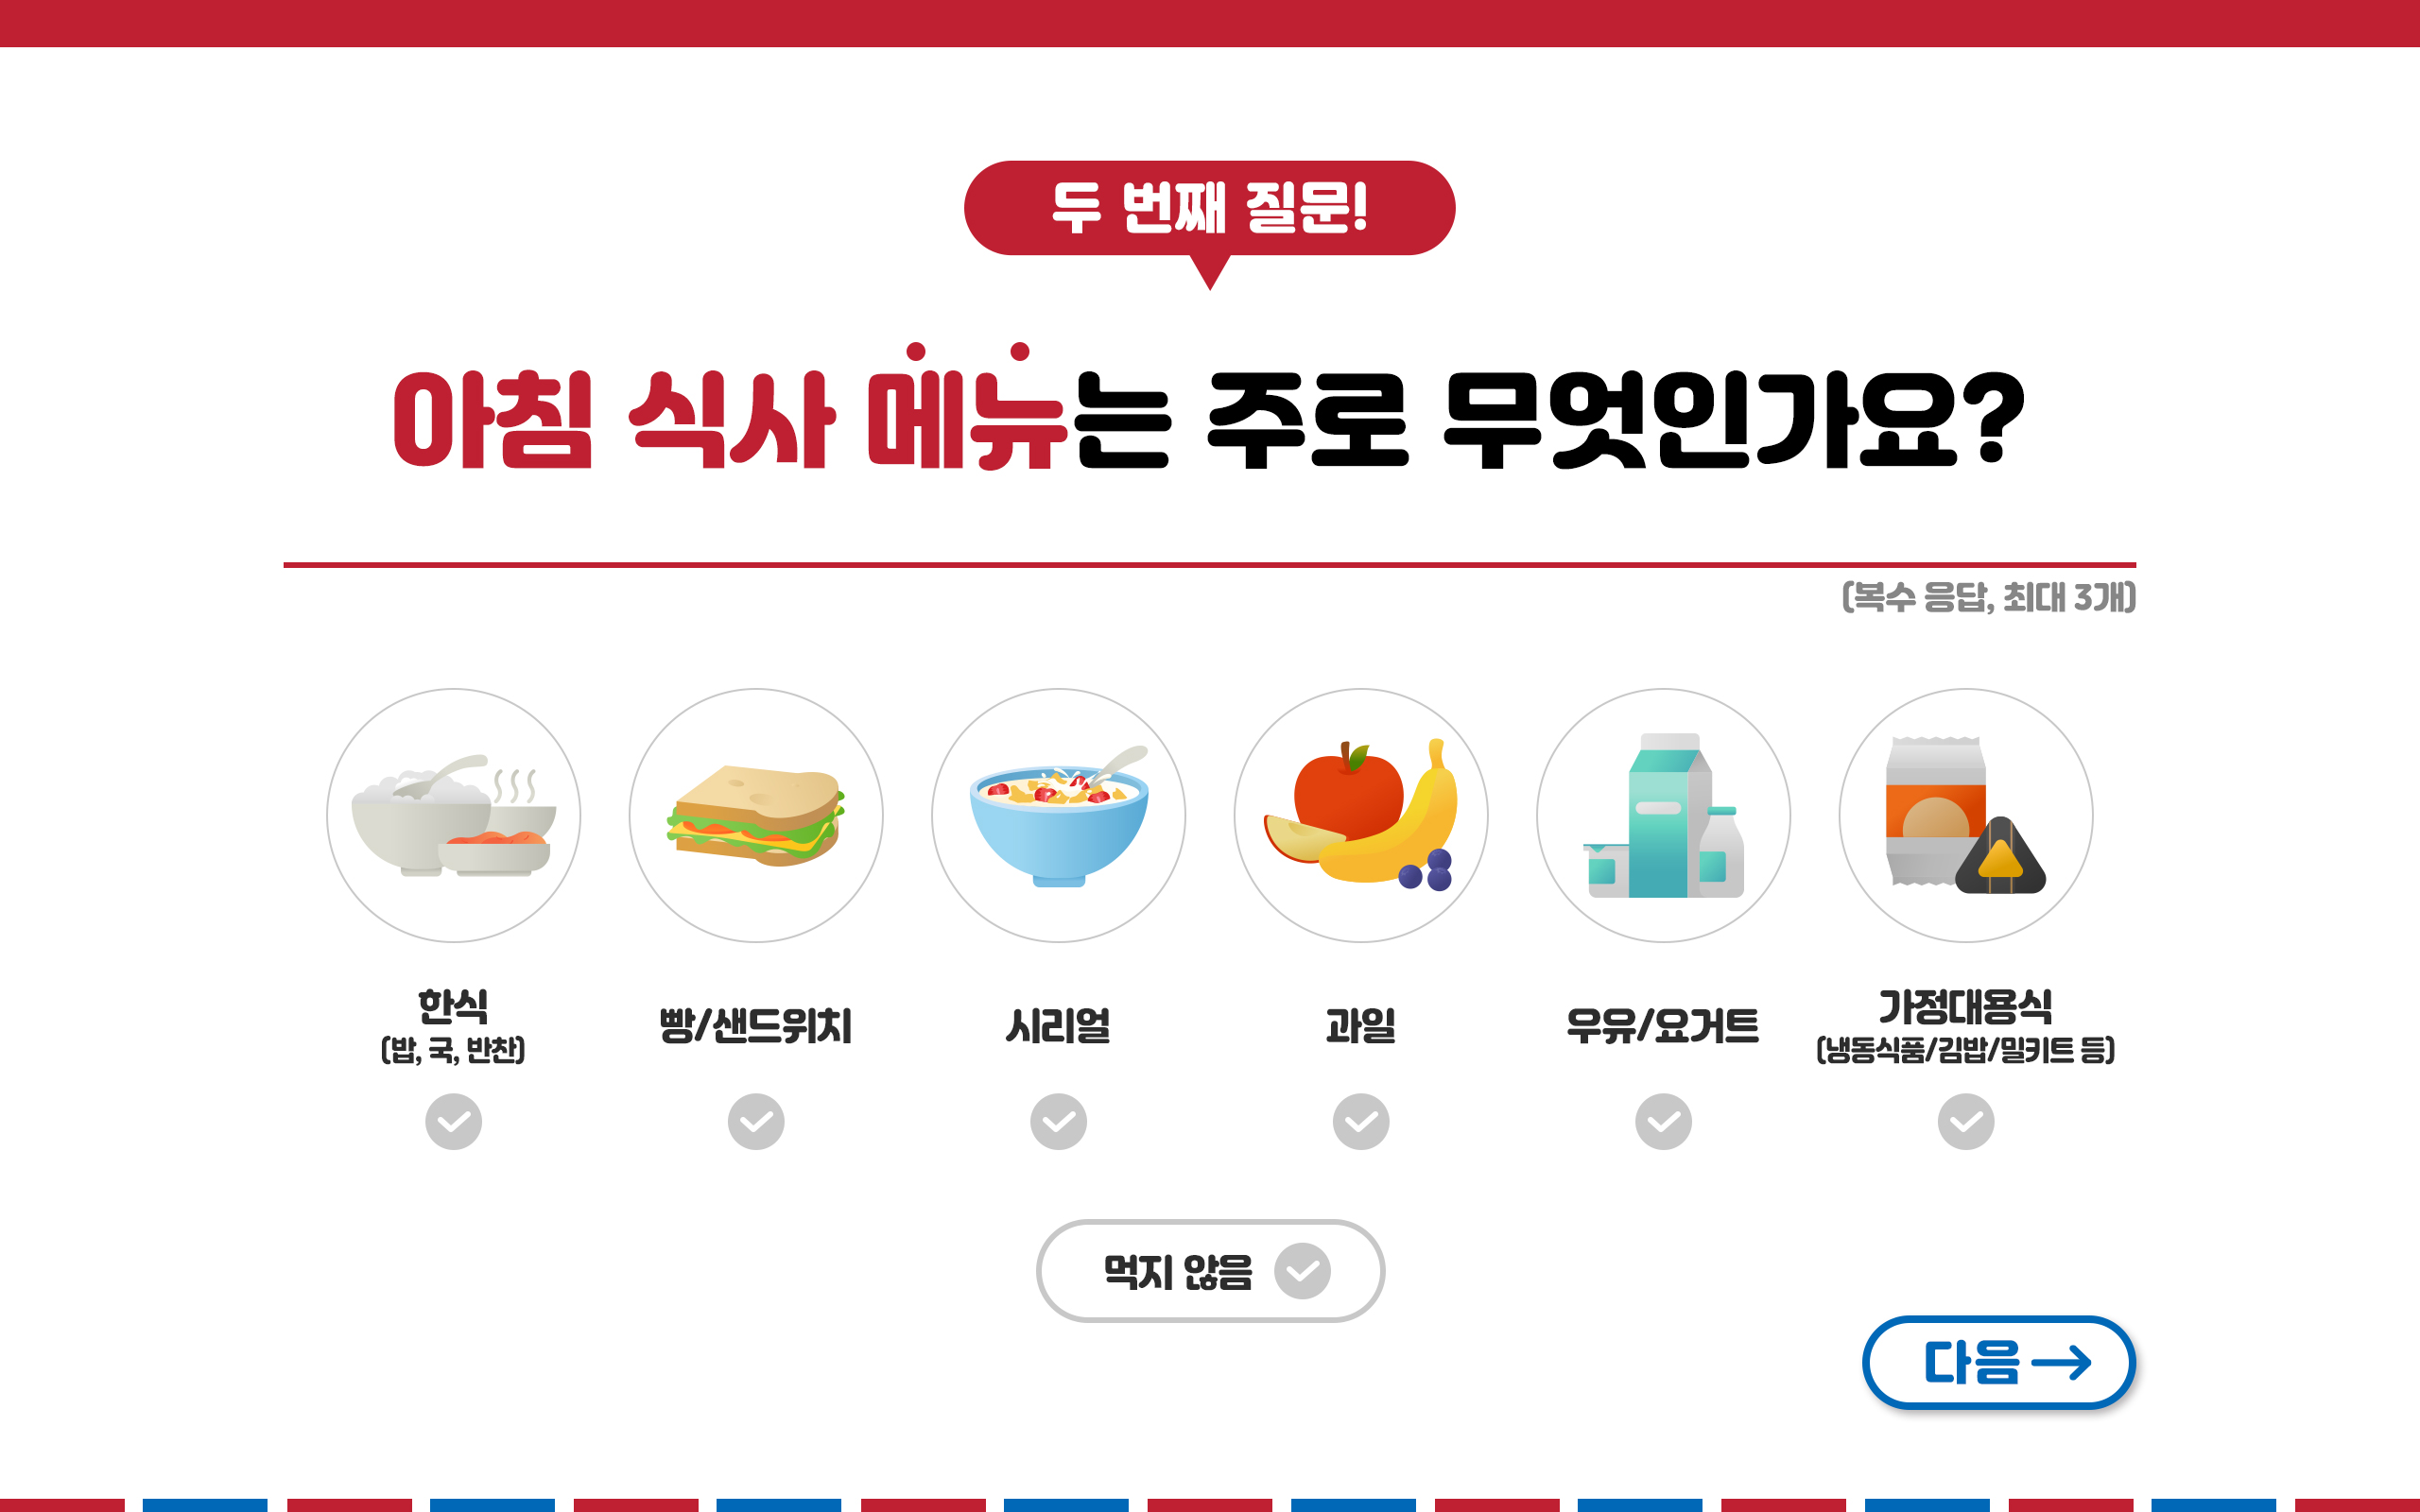 두 번째 질문!
아침 식사 메뉴는 주로 무엇인가요?
(복수 응답, 최대 3개)
한식
(밥, 국, 반찬)
빵/샌드위치
시리얼
과일
우유/요거트
가정대용식
(냉동식품/김밥/밀키트 등)
먹지 않음
다음